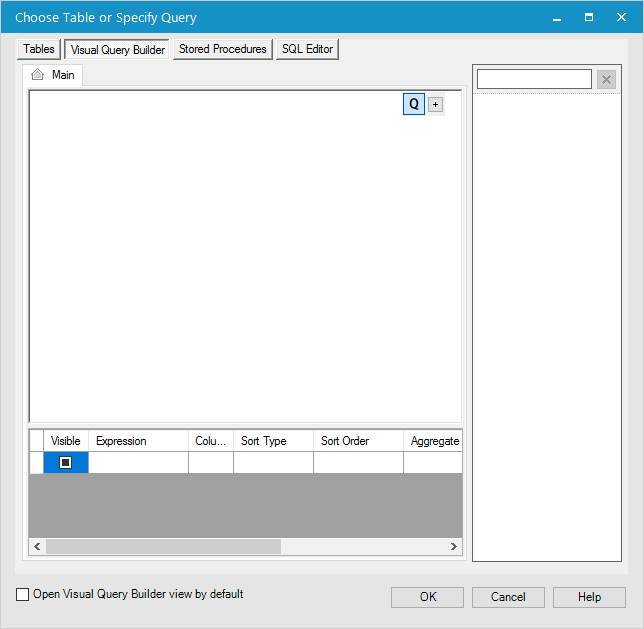 Choose Table or Specify Query
Tables Visual Query Builder Stored Procedures SQL Editor
Main
Q +
Visible Expression Colu... Sort Type Sort Order Aggregate
Open Visual Query Builder view by default OK Cancel Help